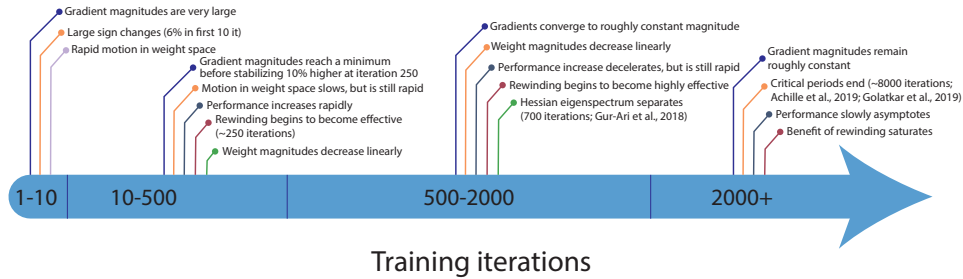 Gradient magnitudes are very large
Large sign changes (6% in first 10 it)
Rapid motion in weight space
Gradient magnitudes reach a minimum
before stabilizing 10% higher at iteration 250
Motion in weight space slows, but is still rapid
Performance increases rapidly
Rewinding begins to become effective
(~250 iterations)
Weight magnitudes decrease linearly
Gradients converge to roughly constant magnitude
Weight magnitudes decrease linearly
Performance increase decelerates, but is still rapid
Rewinding begins to become highly effective
Hessian eigenspectrum separates
(700 iterations; Gur-Ari et al., 2018)
Gradient magnitudes remain
roughly constant
Critical periods end (~8000 iterations;
Achille et al., 2019; Golatkar et al., 2019)
Performance slowly asymptotes
Benefit of rewinding saturates
1-10
10-500
500-2000
2000+
Training iterations